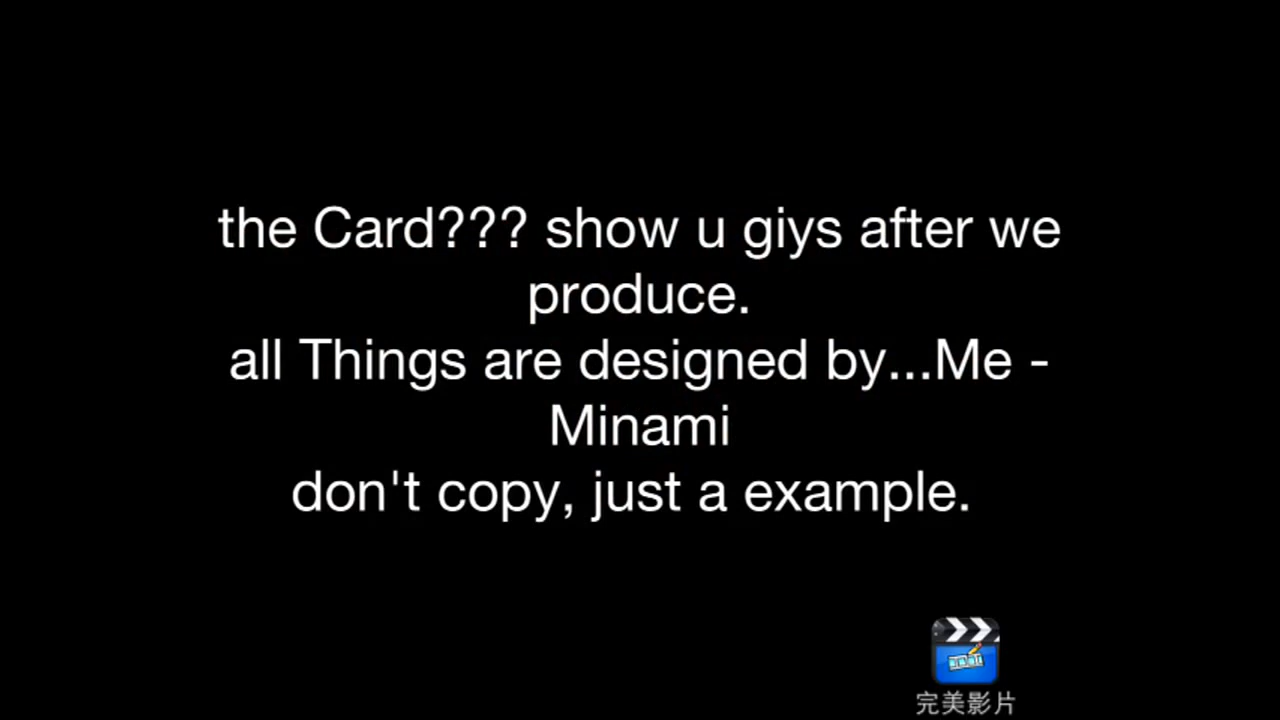 the Card??? show u giys after we
produce.
all Things are designed by...Me -
Minami
don't copy, just a example.
完美影片